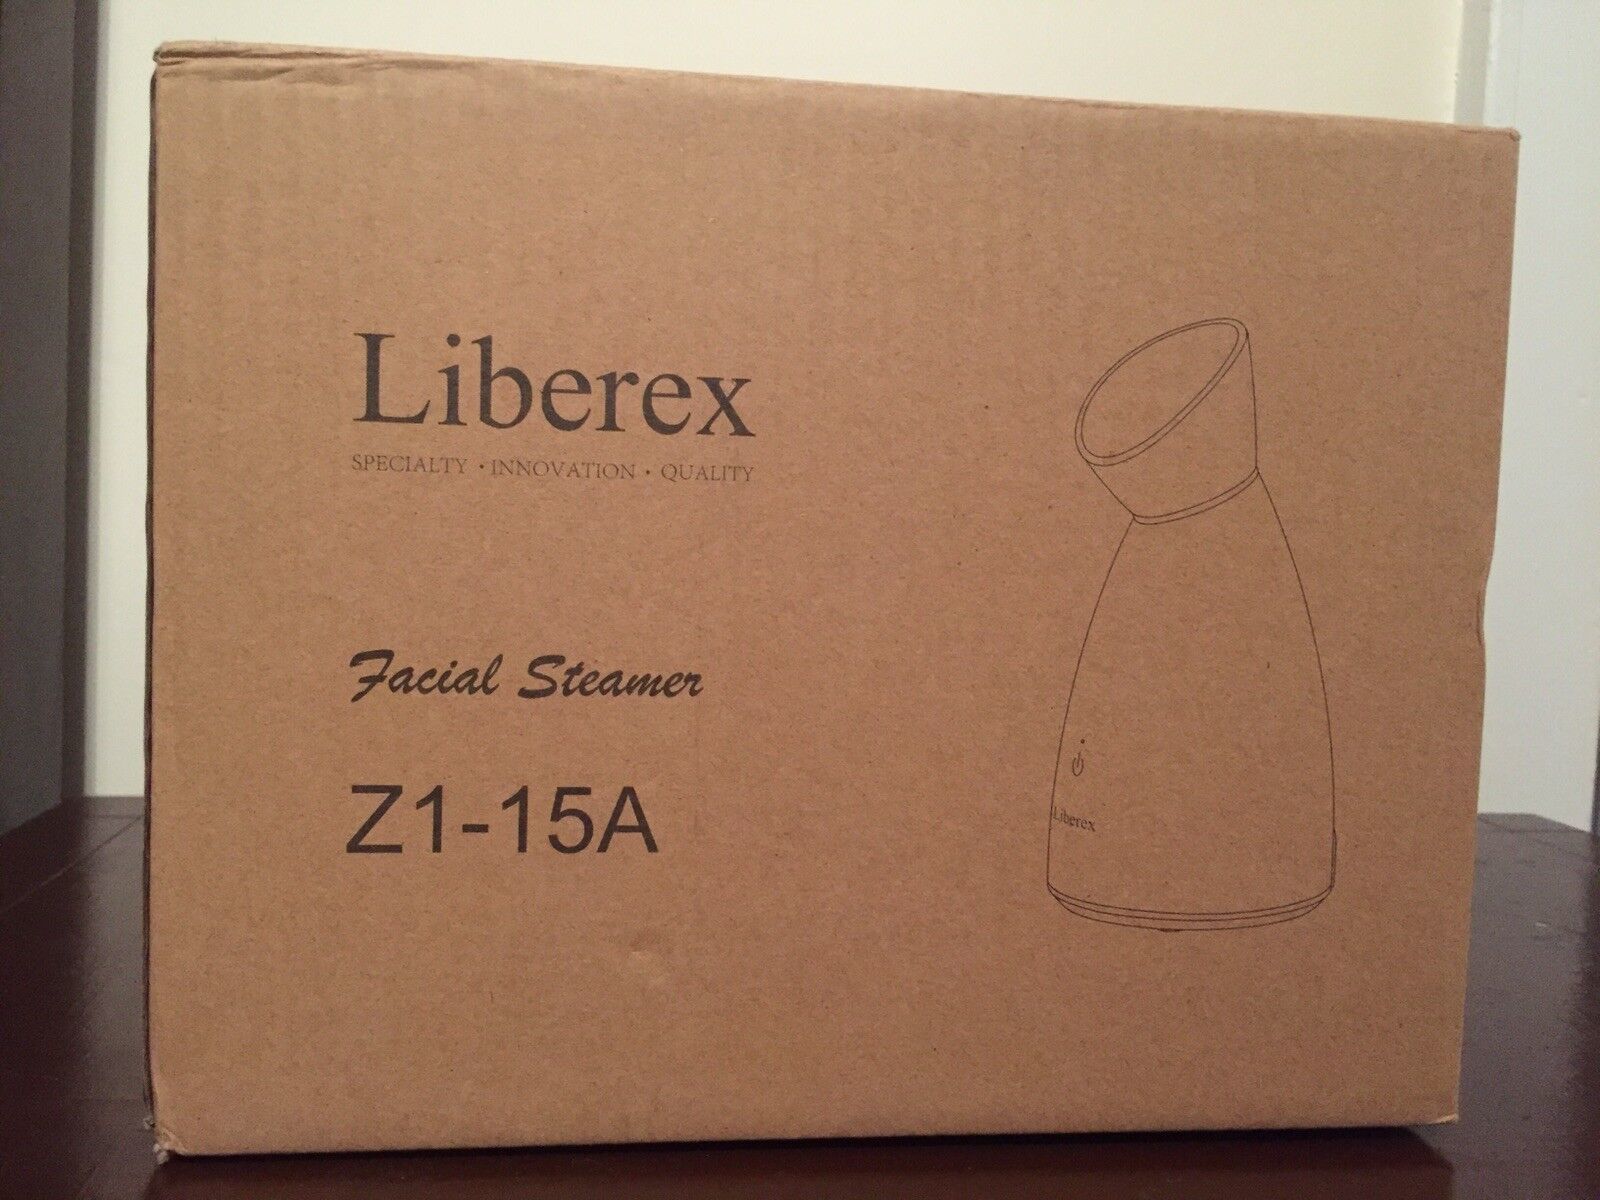 Liberex
SPECIALTY · INNOVATION · QUALITY
Facial Steamer
Z1-15A
Liberex